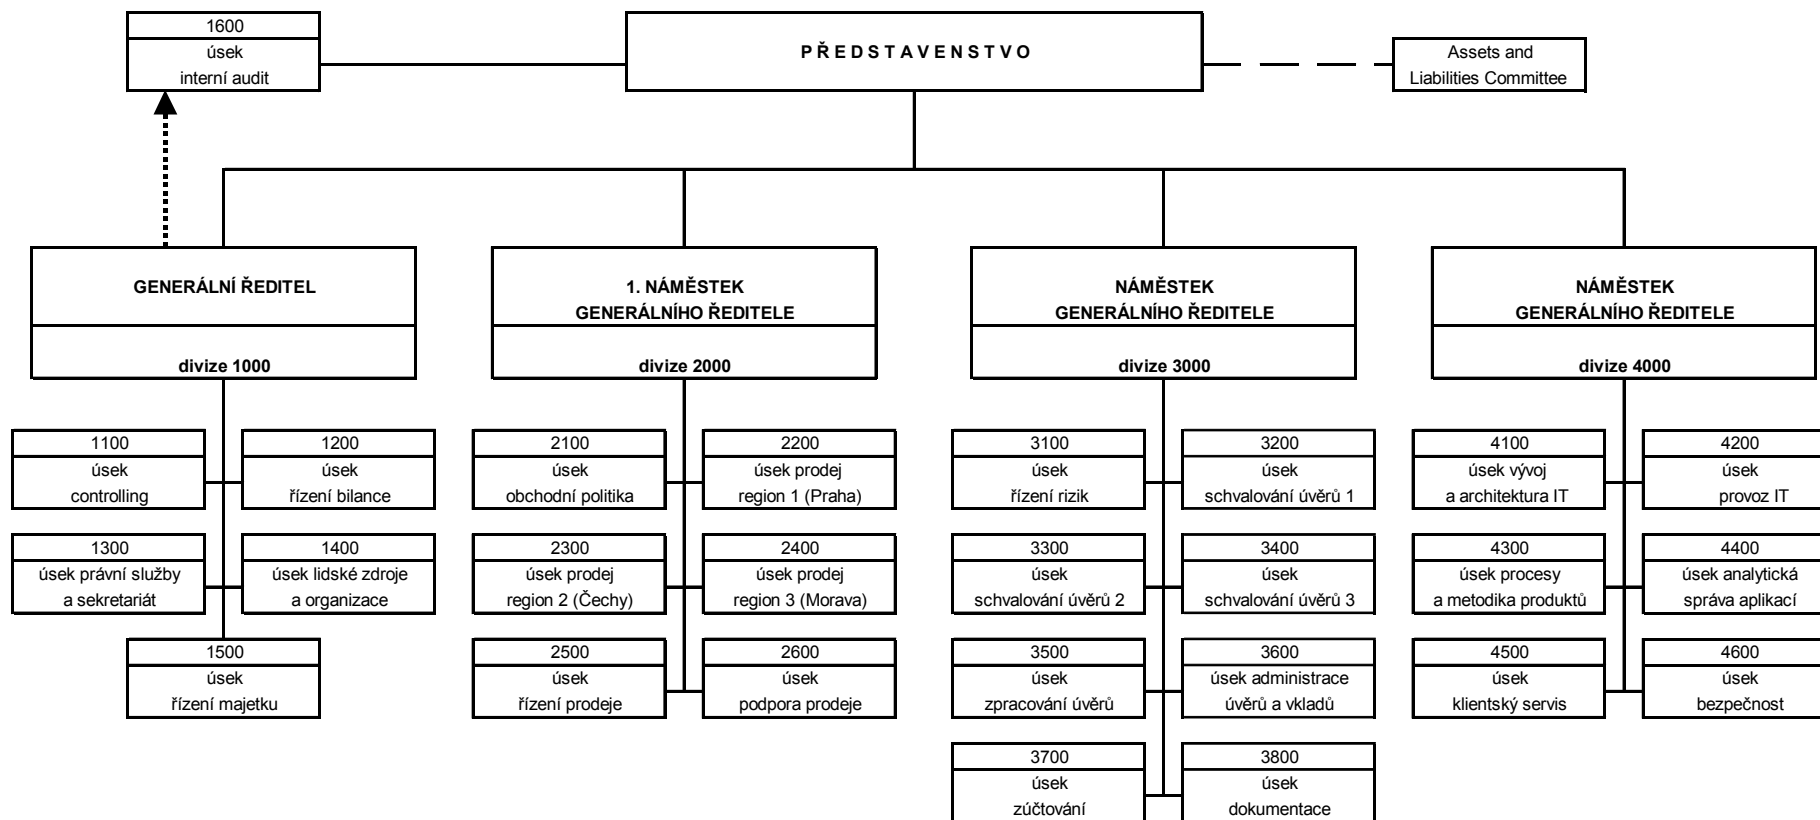 1600
úsek
interní audit
P Ř E D S T A V E N S T V O
Assets and
Liabilities Committee
GENERÁLNÍ ŘEDITEL
divize 1000
1. NÁMĚSTEK
GENERÁLNÍHO ŘEDITELE
divize 2000
NÁMĚSTEK
GENERÁLNÍHO ŘEDITELE
divize 3000
NÁMĚSTEK
GENERÁLNÍHO ŘEDITELE
divize 4000
1100
úsek
controlling
1200
úsek
řízení bilance
1300
úsek právní služby
a sekretariát
1400
úsek lidské zdroje
a organizace
1500
úsek
řízení majetku
2100
úsek
obchodní politika
2200
úsek prodej
region 1 (Praha)
2300
úsek prodej
region 2 (Čechy)
2400
úsek prodej
region 3 (Morava)
2500
úsek
řízení prodeje
2600
úsek
podpora prodeje
3100
úsek
řízení rizik
3200
úsek
schvalování úvěrů 1
3300
úsek
schvalování úvěrů 2
3400
úsek
schvalování úvěrů 3
3500
úsek
zpracování úvěrů
3600
úsek administrace
úvěrů a vkladů
3700
úsek
zúčtování
3800
úsek
dokumentace
4100
úsek vývoj
a architektura IT
4200
úsek
provoz IT
4300
úsek procesy
a metodika produktů
4400
úsek analytická
správa aplikací
4500
úsek
klientský servis
4600
úsek
bezpečnost